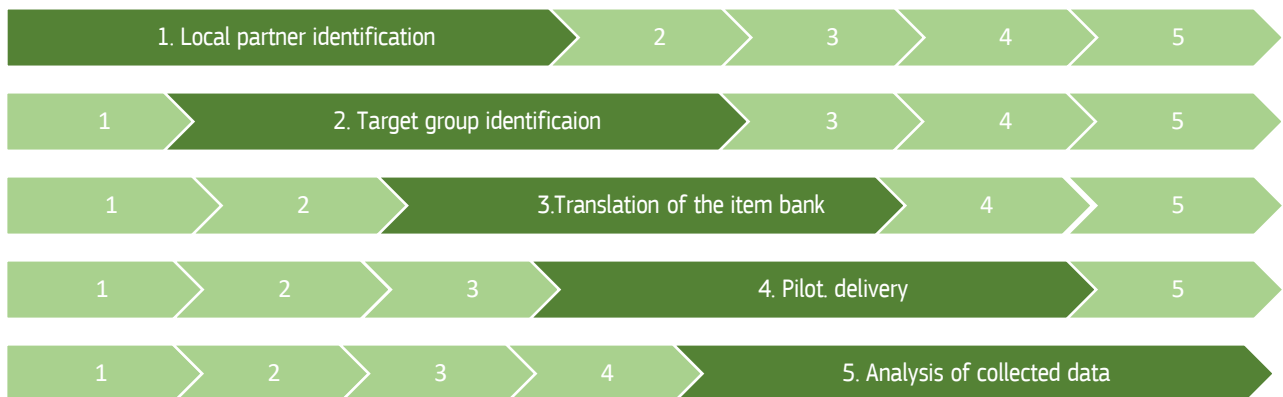 1. Local partner identification 2 3 4 5
1 2. Target group identificaion 3 4 5
1 2 3.Translation of the item bank 4 5
1 2 3 4. Pilot. delivery 5
1 2 3 4 5. Analysis of collected data